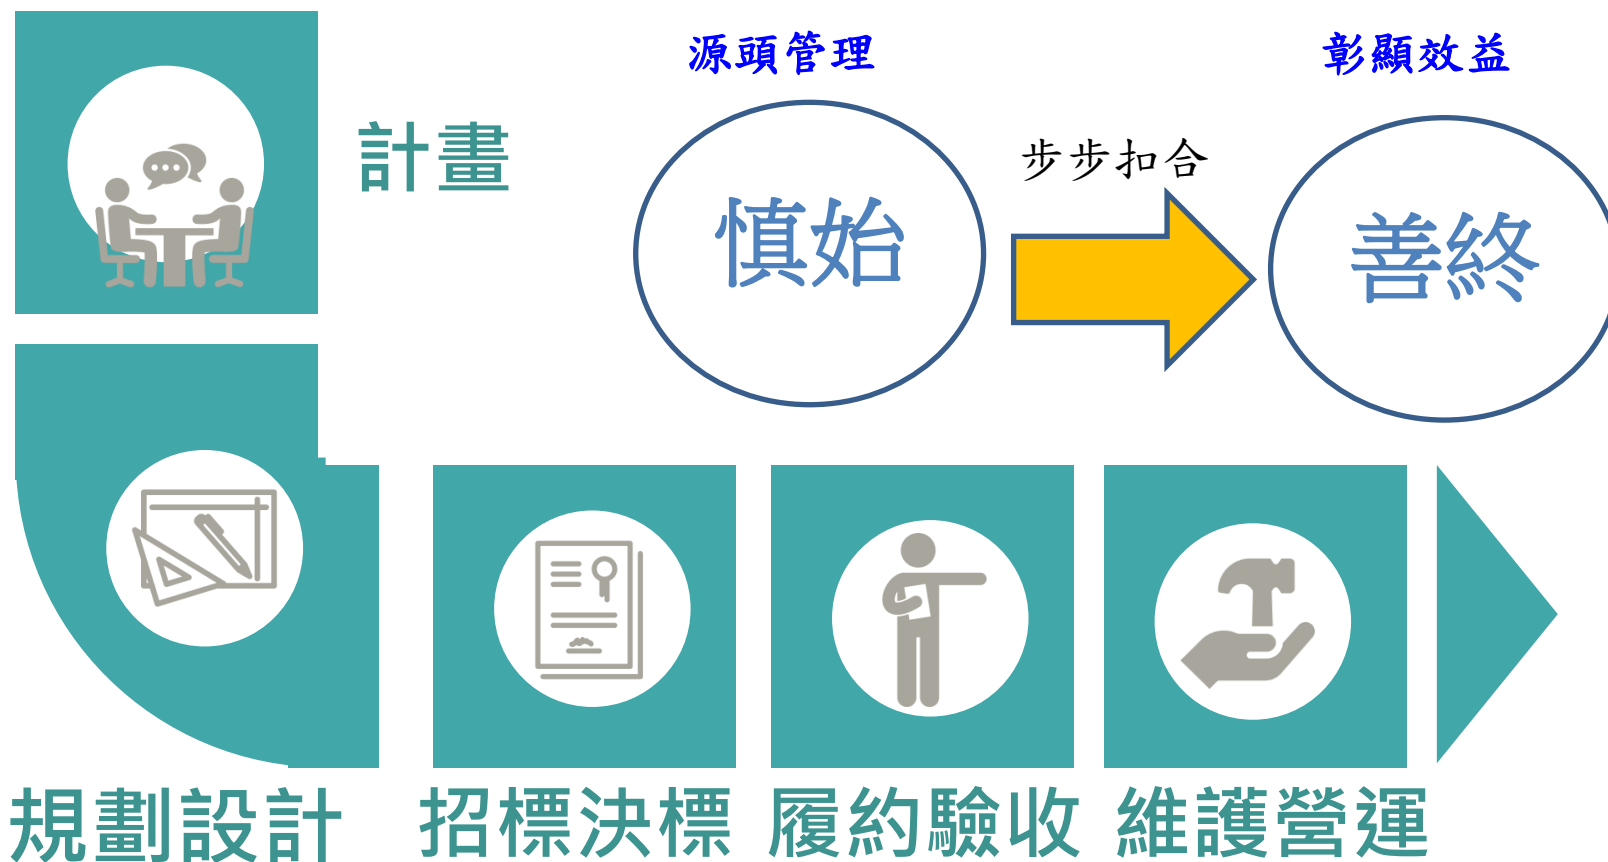 源頭管理
彰顯效益
計畫
步步扣合
慎始
善終
規劃設計
招標決標
履約驗收
維護營運